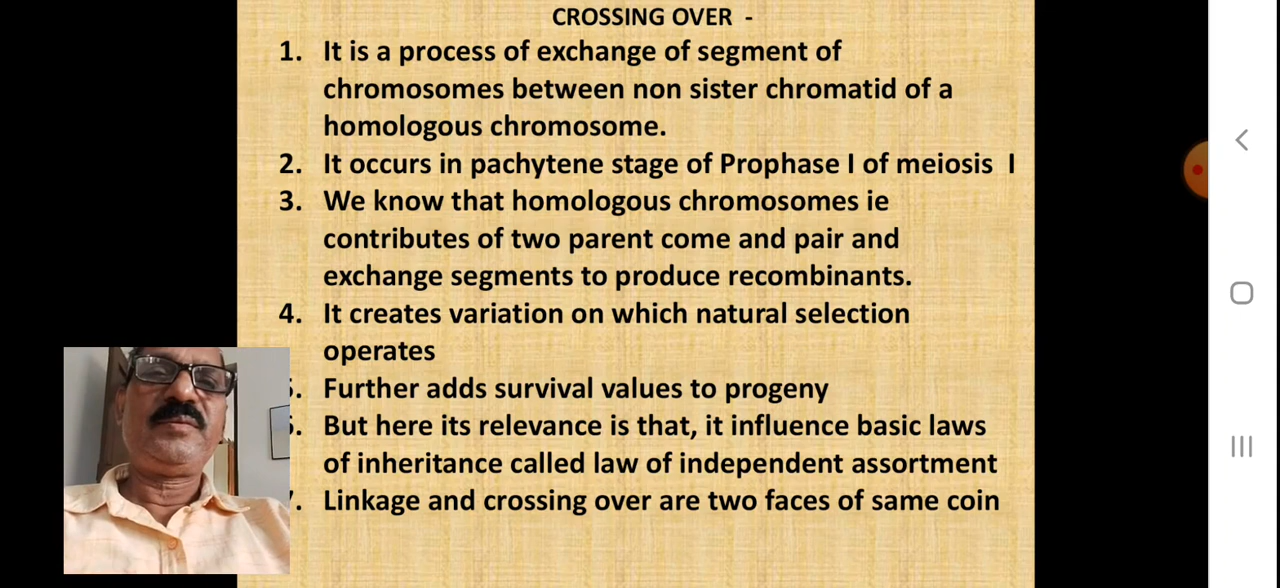 CROSSING OVER -
1. It is a process of exchange of segment of
chromosomes between non sister chromatid of a
homologous chromosome.
2. It occurs in pachytene stage of Prophase I of meiosis I
3. We know that homologous chromosomes ie
contributes of two parent come and pair and
exchange segments to produce recombinants.
4. It creates variation on which natural selection
operates
Further adds survival values to progeny
But here its relevance is that, it influence basic laws
of inheritance called law of independent assortment
Linkage and crossing over are two faces of same coin